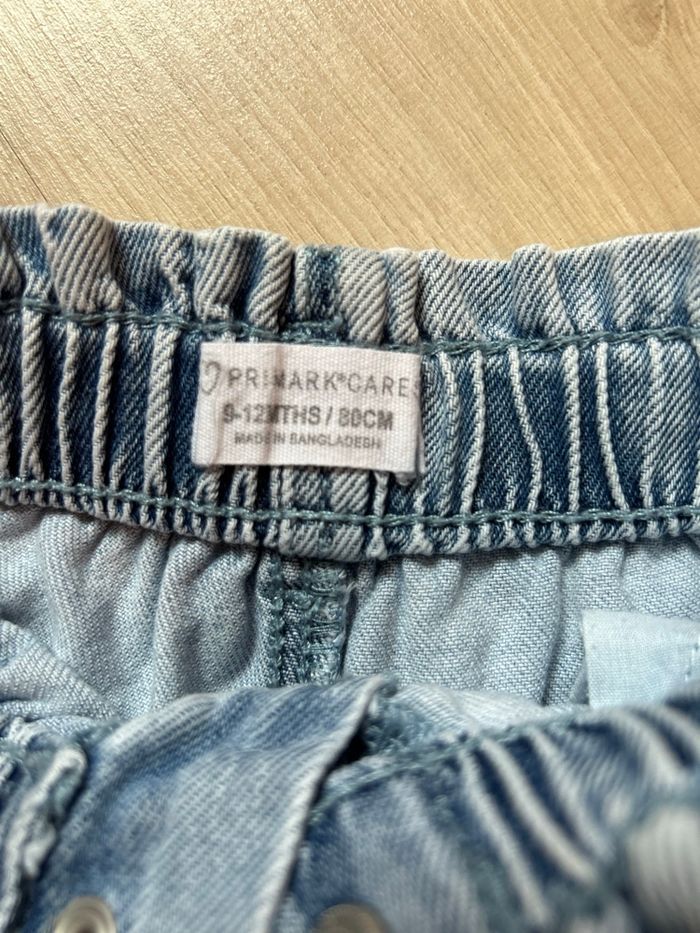 PRIMARK®CARES
9-12MTHS / 80CM
MADE IN BANGLADESH